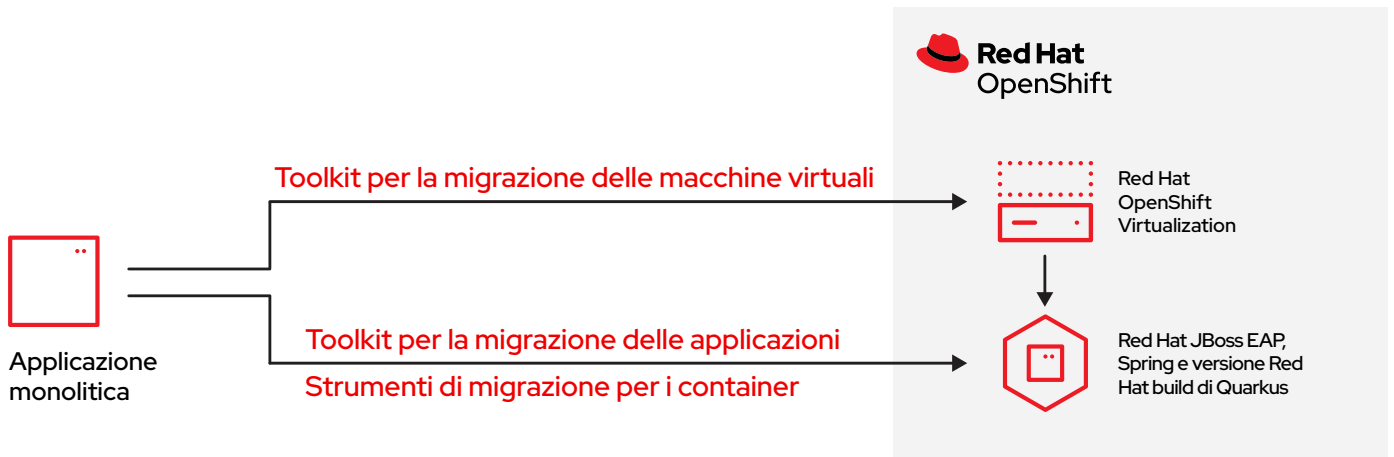 Red Hat
OpenShift
Toolkit per la migrazione delle macchine virtuali
Red Hat
OpenShift
Virtualization
Applicazione
monolitica
Toolkit per la migrazione delle applicazioni
Strumenti di migrazione per i container
Red Hat JBoss EAP,
Spring e versione Red
Hat build di Quarkus